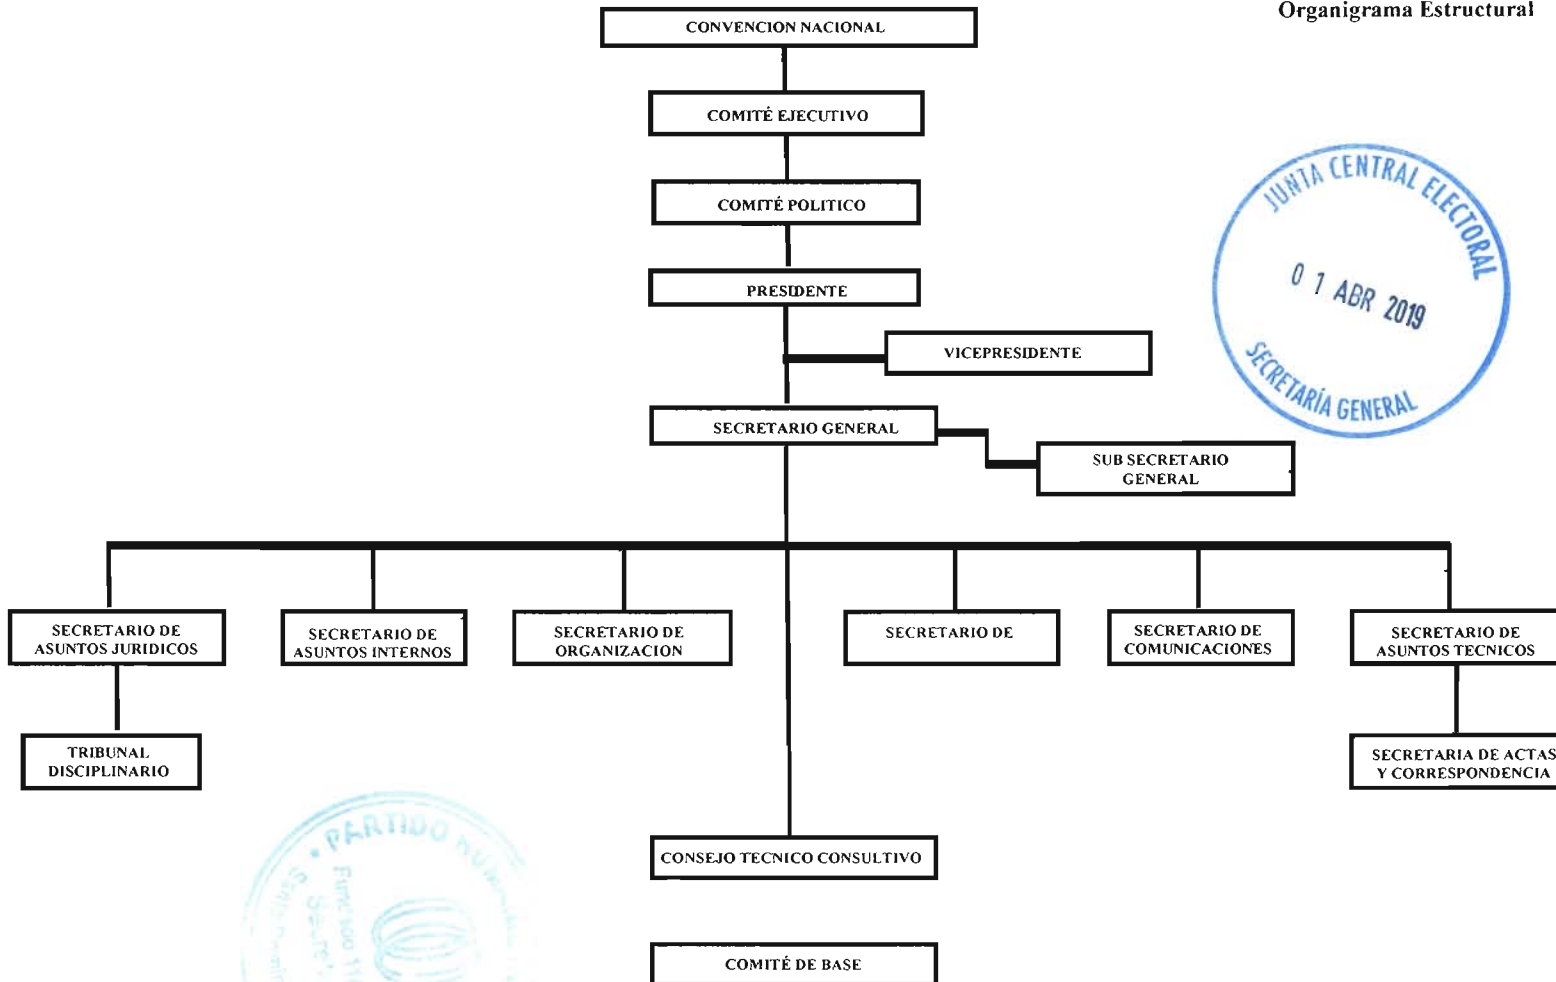 Organigrama Estructural
CONVENCION NACIONAL
COMITÉ EJECUTIVO
COMITÉ POLITICO
PRESIDENTE
VICEPRESIDENTE
SECRETARIO GENERAL
SUB SECRETARIO
GENERAL
JUNTA CENTRAL ELECTORAL
01 ABR 2019
SECRETARÍA GENERAL
SECRETARIO DE
ASUNTOS JURIDICOS
SECRETARIO DE
ASUNTOS INTERNOS
SECRETARIO DE
ORGANIZACION
SECRETARIO DE
SECRETARIO DE
COMUNICACIONES
SECRETARIO DE
ASUNTOS TECNICOS
TRIBUNAL
DISCIPLINARIO
SECRETARIA DE ACTAS
Y CORRESPONDENCIA
CONSEJO TECNICO CONSULTIVO
COMITÉ DE BASE
PARTIDO